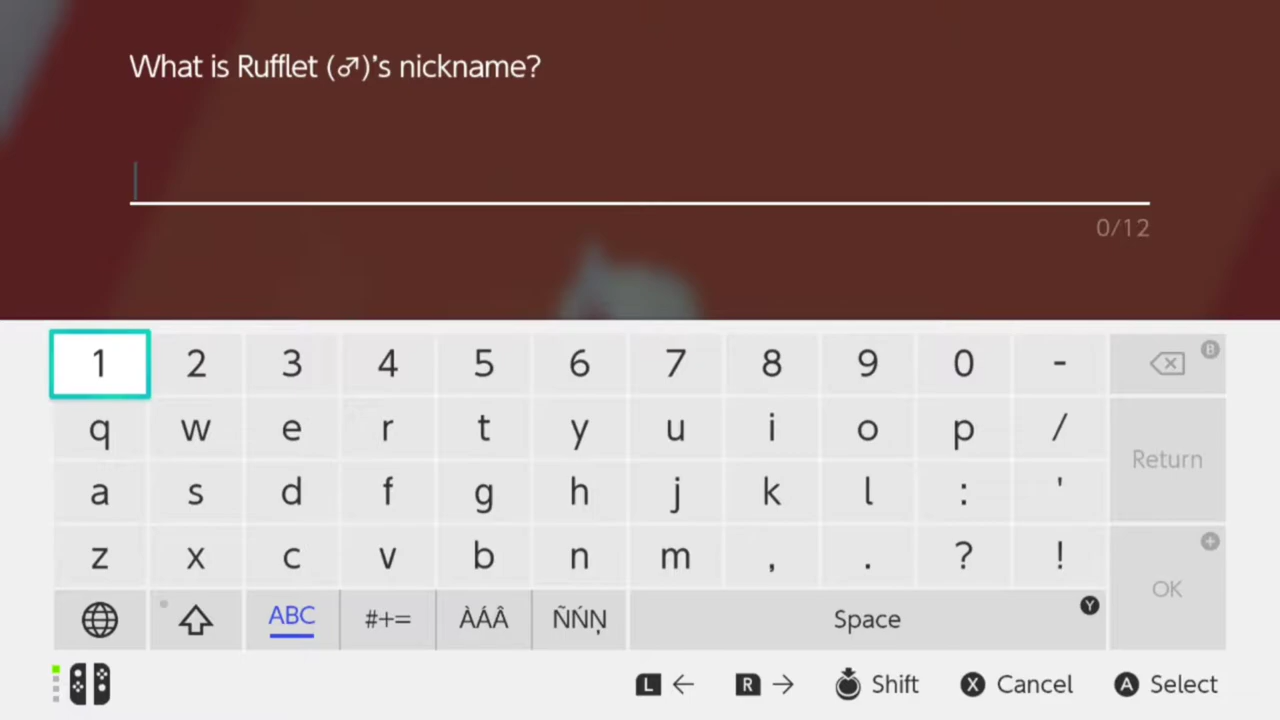 What is Rufflet (♂)'s nickname?
0/12
1 2 3 4 5 6 7 8 9 0 - B
q w e r t y u i o p /
Return
a s d f g h j k l : '
z x c v b n m , . ? ! +
OK
ABC #+= ÀÁÂ ÑŃŅ Space Y
L ← R → Shift X Cancel A Select